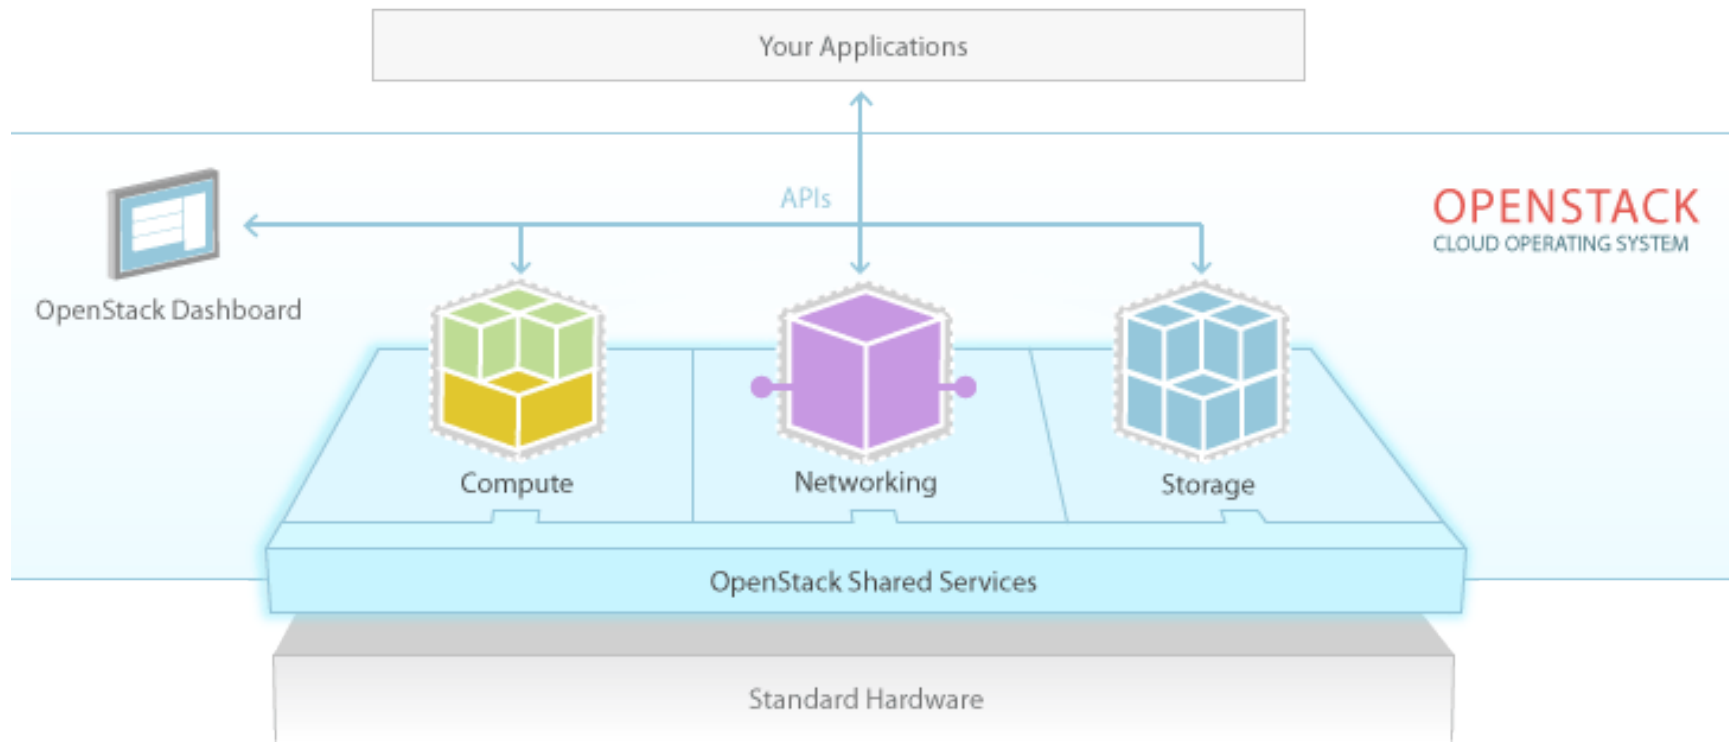 Your Applications
APIs
OPENSTACK
CLOUD OPERATING SYSTEM
OpenStack Dashboard
Compute
Networking
Storage
OpenStack Shared Services
Standard Hardware